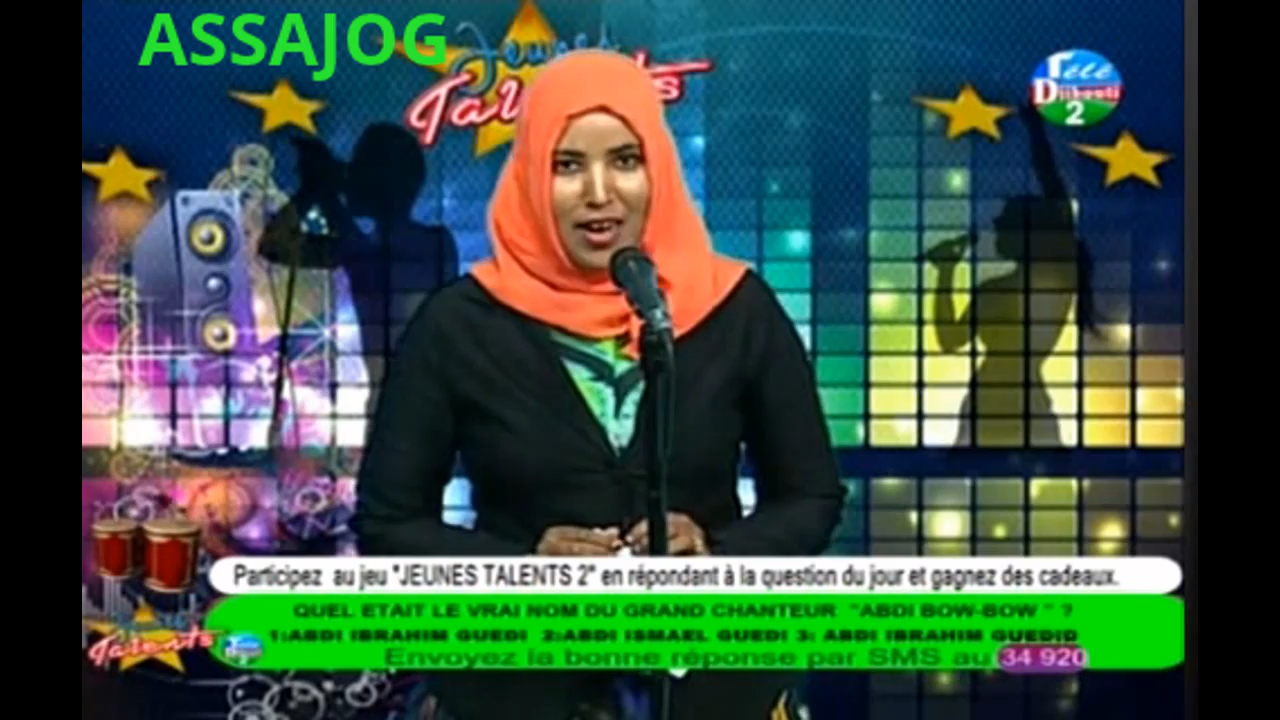 ASSAJOG
Jeunes
Talents
Télé
Djibouti
2
Participez au jeu "JEUNES TALENTS 2" en répondant à la question du jour et gagnez des cadeaux.
QUEL ETAIT LE VRAI NOM DU GRAND CHANTEUR "ABDI BOW-BOW " ?
1:ABDI IBRAHIM GUEDI 2:ABDI ISMAEL GUEDI 3: ABDI IBRAHIM GUEDID
Talents
Envoyez la bonne réponse par SMS au 34 920